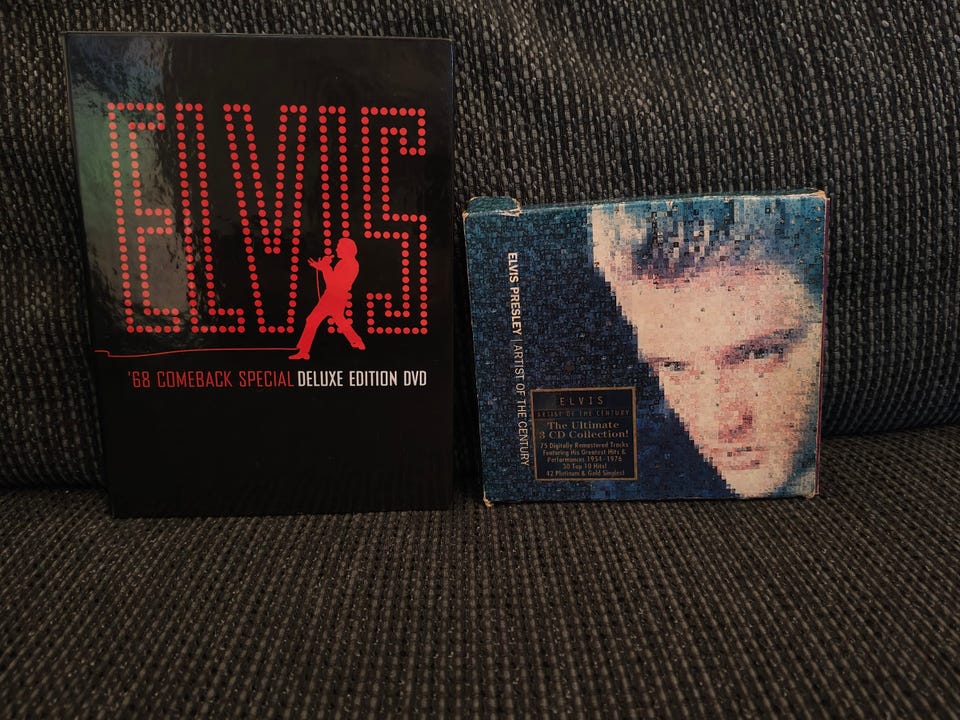 ELVIS
'68 COMEBACK SPECIAL DELUXE EDITION DVD
ELVIS PRESLEY | ARTIST OF THE CENTURY
ELVIS
ARTIST OF THE CENTURY
The Ultimate
3 CD Collection!
75 Digitally Remastered Tracks
Featuring His Greatest Hits &
Performances 1954-1976
30 Top 10 Hits!
42 Platinum & Gold Singles!